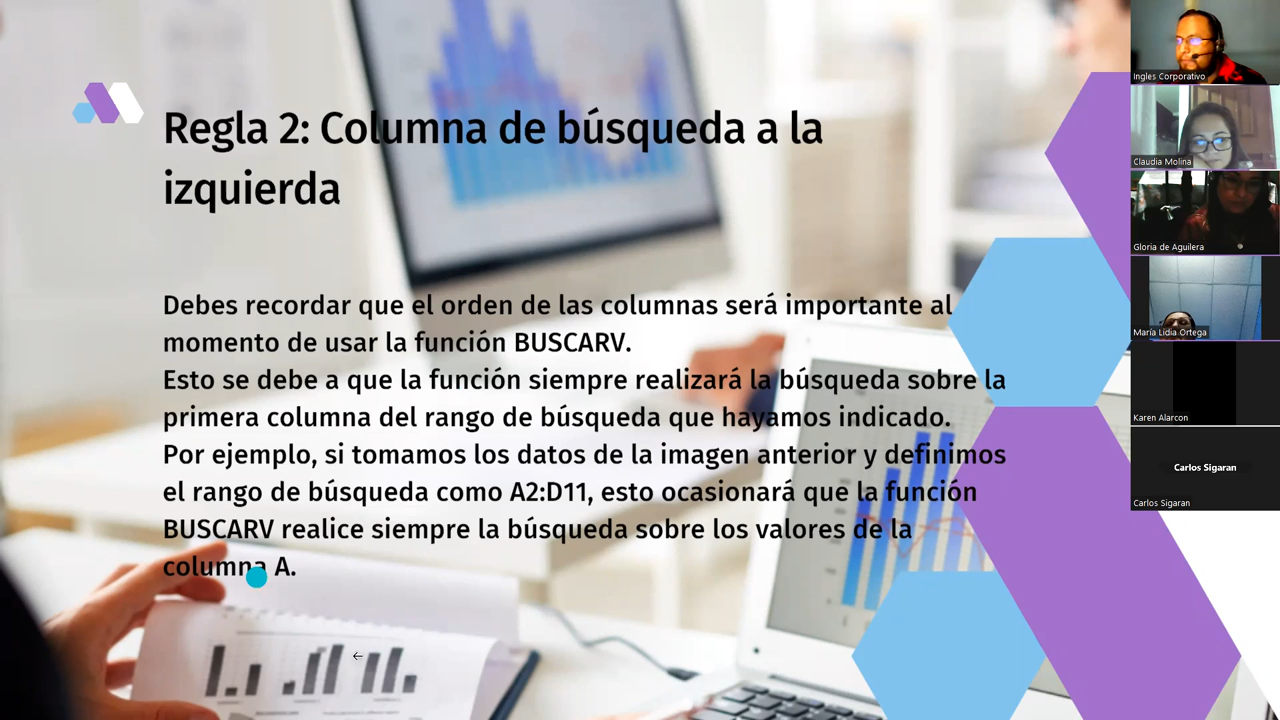 Regla 2: Columna de búsqueda a la
izquierda
Debes recordar que el orden de las columnas será importante al
momento de usar la función BUSCARV.
Esto se debe a que la función siempre realizará la búsqueda sobre la
primera columna del rango de búsqueda que hayamos indicado.
Por ejemplo, si tomamos los datos de la imagen anterior y definimos
el rango de búsqueda como A2:D11, esto ocasionará que la función
BUSCARV realice siempre la búsqueda sobre los valores de la
columna A.
Ingles Corporativo
Claudia Molina
Gloria de Aguilera
María Lidia Ortega
Karen Alarcon
Carlos Sigaran
Carlos Sigaran